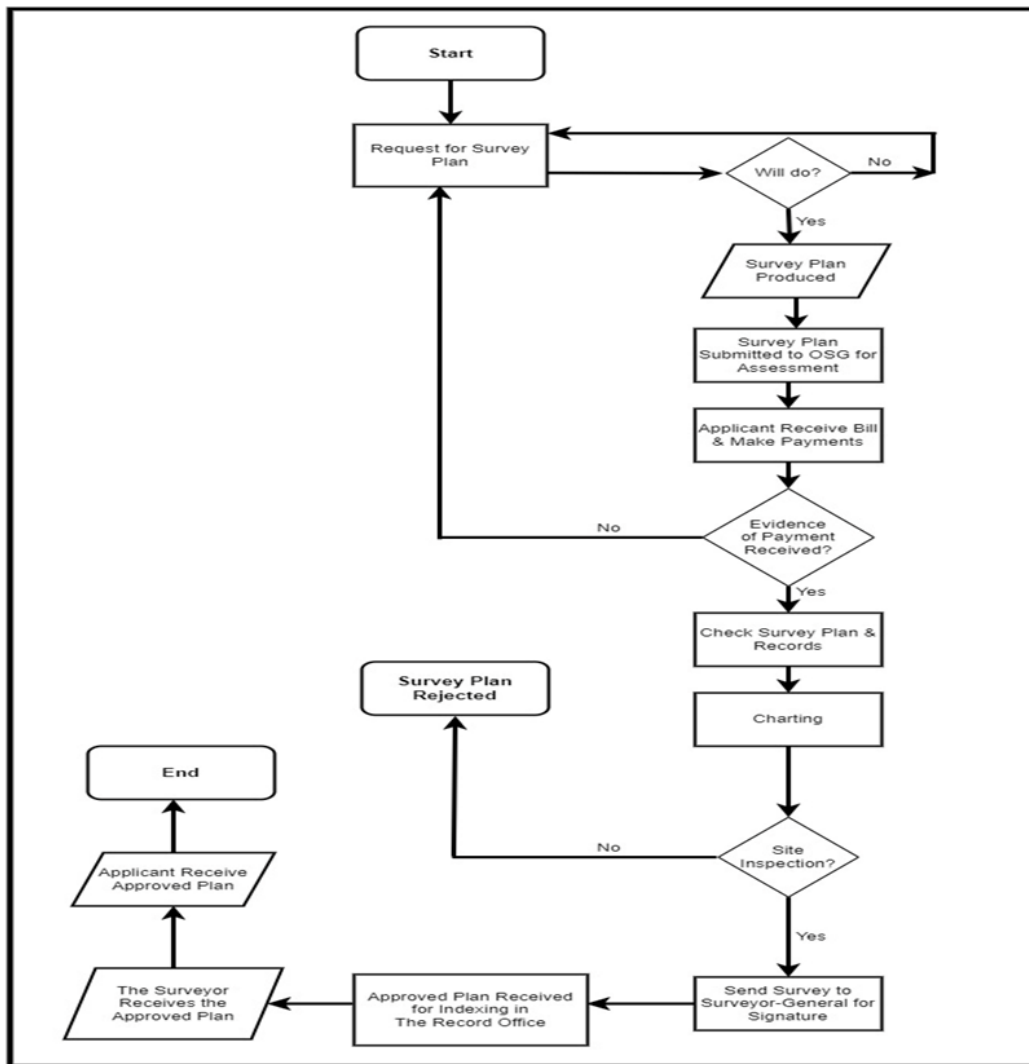 Start
Request for Survey
Plan
Will do?
No
Yes
Survey Plan
Produced
Survey Plan
Submitted to OSG for
Assessment
Applicant Receive Bill
& Make Payments
Evidence
of Payment
Received?
No
Yes
Check Survey Plan &
Records
Charting
Survey Plan
Rejected
Site
Inspection?
No
Yes
Send Survey to
Surveyor-General for
Signature
Approved Plan Received
for Indexing in
The Record Office
The Surveyor
Receives the
Approved Plan
Applicant Receive
Approved Plan
End